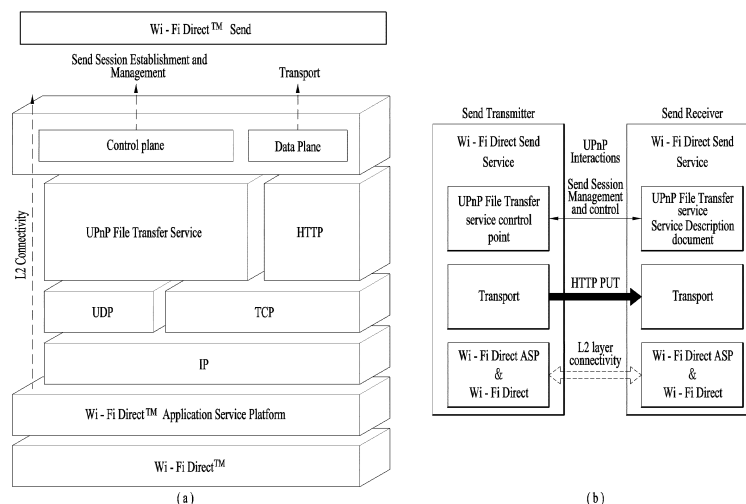 Wi - Fi Direct™ Send
Send Session Establishment and
Management
Transport
Control plane
Data Plane
L2 Connectivity
UPnP File Transfer Service
HTTP
UDP
TCP
IP
Wi - Fi Direct™ Application Service Platform
Wi - Fi Direct™
(a)
Send Transmitter
Send Receiver
Wi - Fi Direct Send
Service
UPnP
Interactions
Wi - Fi Direct Send
Service
UPnP File Transfer
service conrtrol
point
Send Session
Management
and control
UPnP File Transfer
service
Service Description
document
Transport
HTTP PUT
Transport
Wi - Fi Direct ASP
&
Wi - Fi Direct
L2 layer
connectivity
Wi - Fi Direct ASP
&
Wi - Fi Direct
(b)